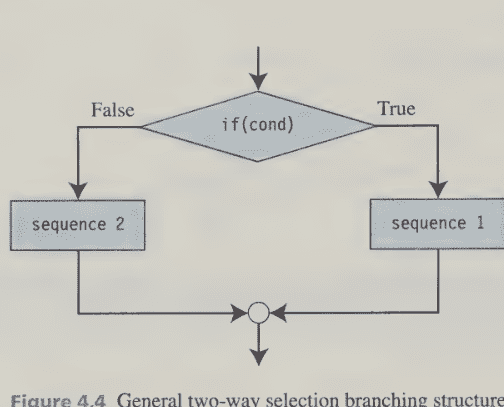 if(cond)
False
True
sequence 2
sequence 1
Figure 4.4 General two-way selection branching structure